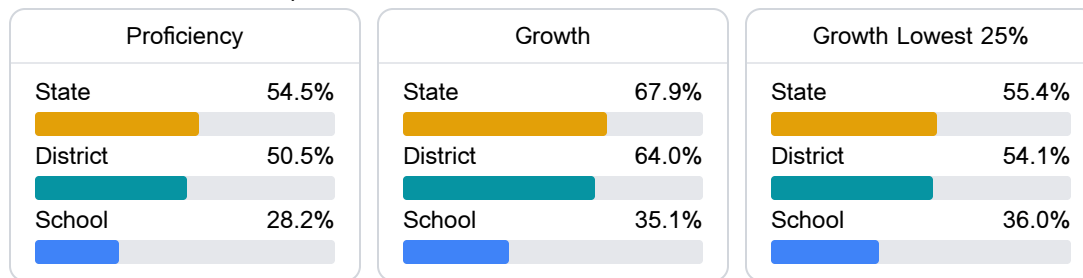 Proficiency
State 54.5%
District 50.5%
School 28.2%
Growth
State 67.9%
District 64.0%
School 35.1%
Growth Lowest 25%
State 55.4%
District 54.1%
School 36.0%